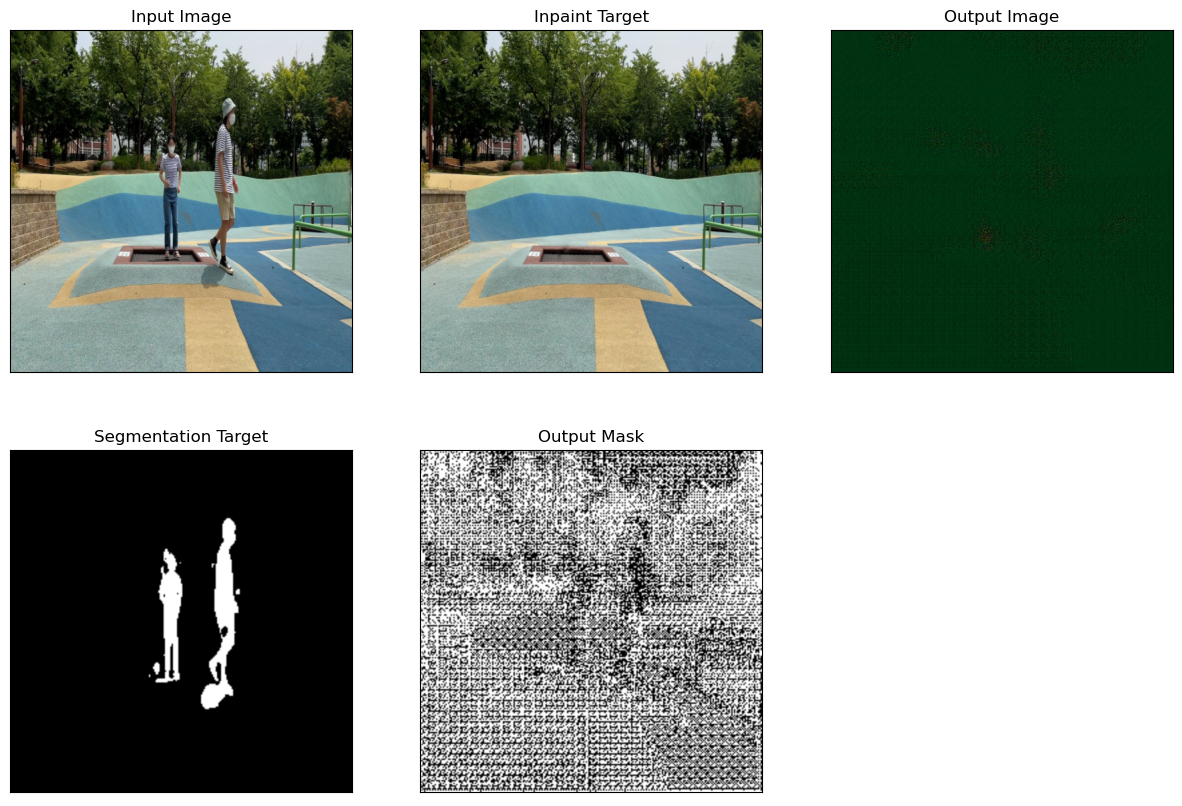 Input Image
Inpaint Target
Output Image
Segmentation Target
Output Mask